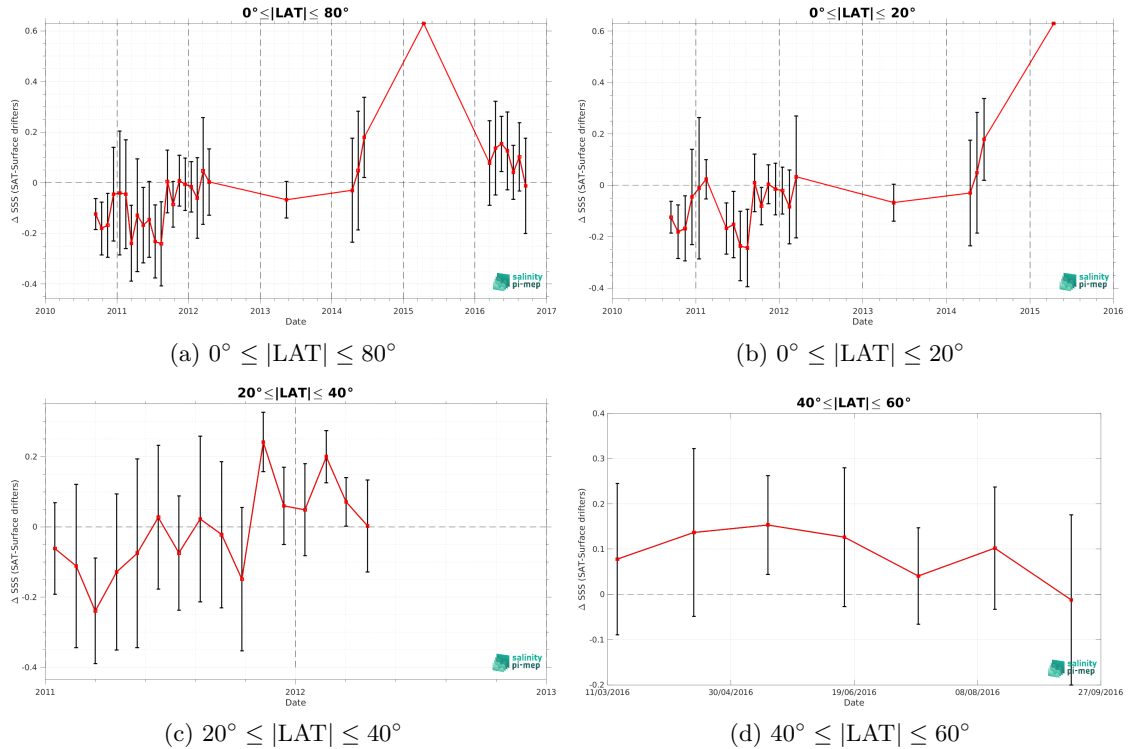 0°≤|LAT|≤ 80°
Δ SSS (SAT-Surface drifters)
0.6
0.4
0.2
0
-0.2
-0.4
2010 2011 2012 2013 2014 2015 2016 2017
Date
salinity
pi-mep
(a) 0° ≤ |LAT| ≤ 80°
0°≤|LAT|≤ 20°
Δ SSS (SAT-Surface drifters)
0.6
0.4
0.2
0
-0.2
-0.4
2010 2011 2012 2013 2014 2015 2016
Date
salinity
pi-mep
(b) 0° ≤ |LAT| ≤ 20°
20°≤|LAT|≤ 40°
Δ SSS (SAT-Surface drifters)
0.2
0
-0.2
-0.4
2011 2012 2013
Date
salinity
pi-mep
(c) 20° ≤ |LAT| ≤ 40°
40°≤|LAT|≤ 60°
Δ SSS (SAT-Surface drifters)
0.4
0.3
0.2
0.1
0
-0.1
-0.2
11/03/2016 30/04/2016 19/06/2016 08/08/2016 27/09/2016
Date
salinity
pi-mep
(d) 40° ≤ |LAT| ≤ 60°